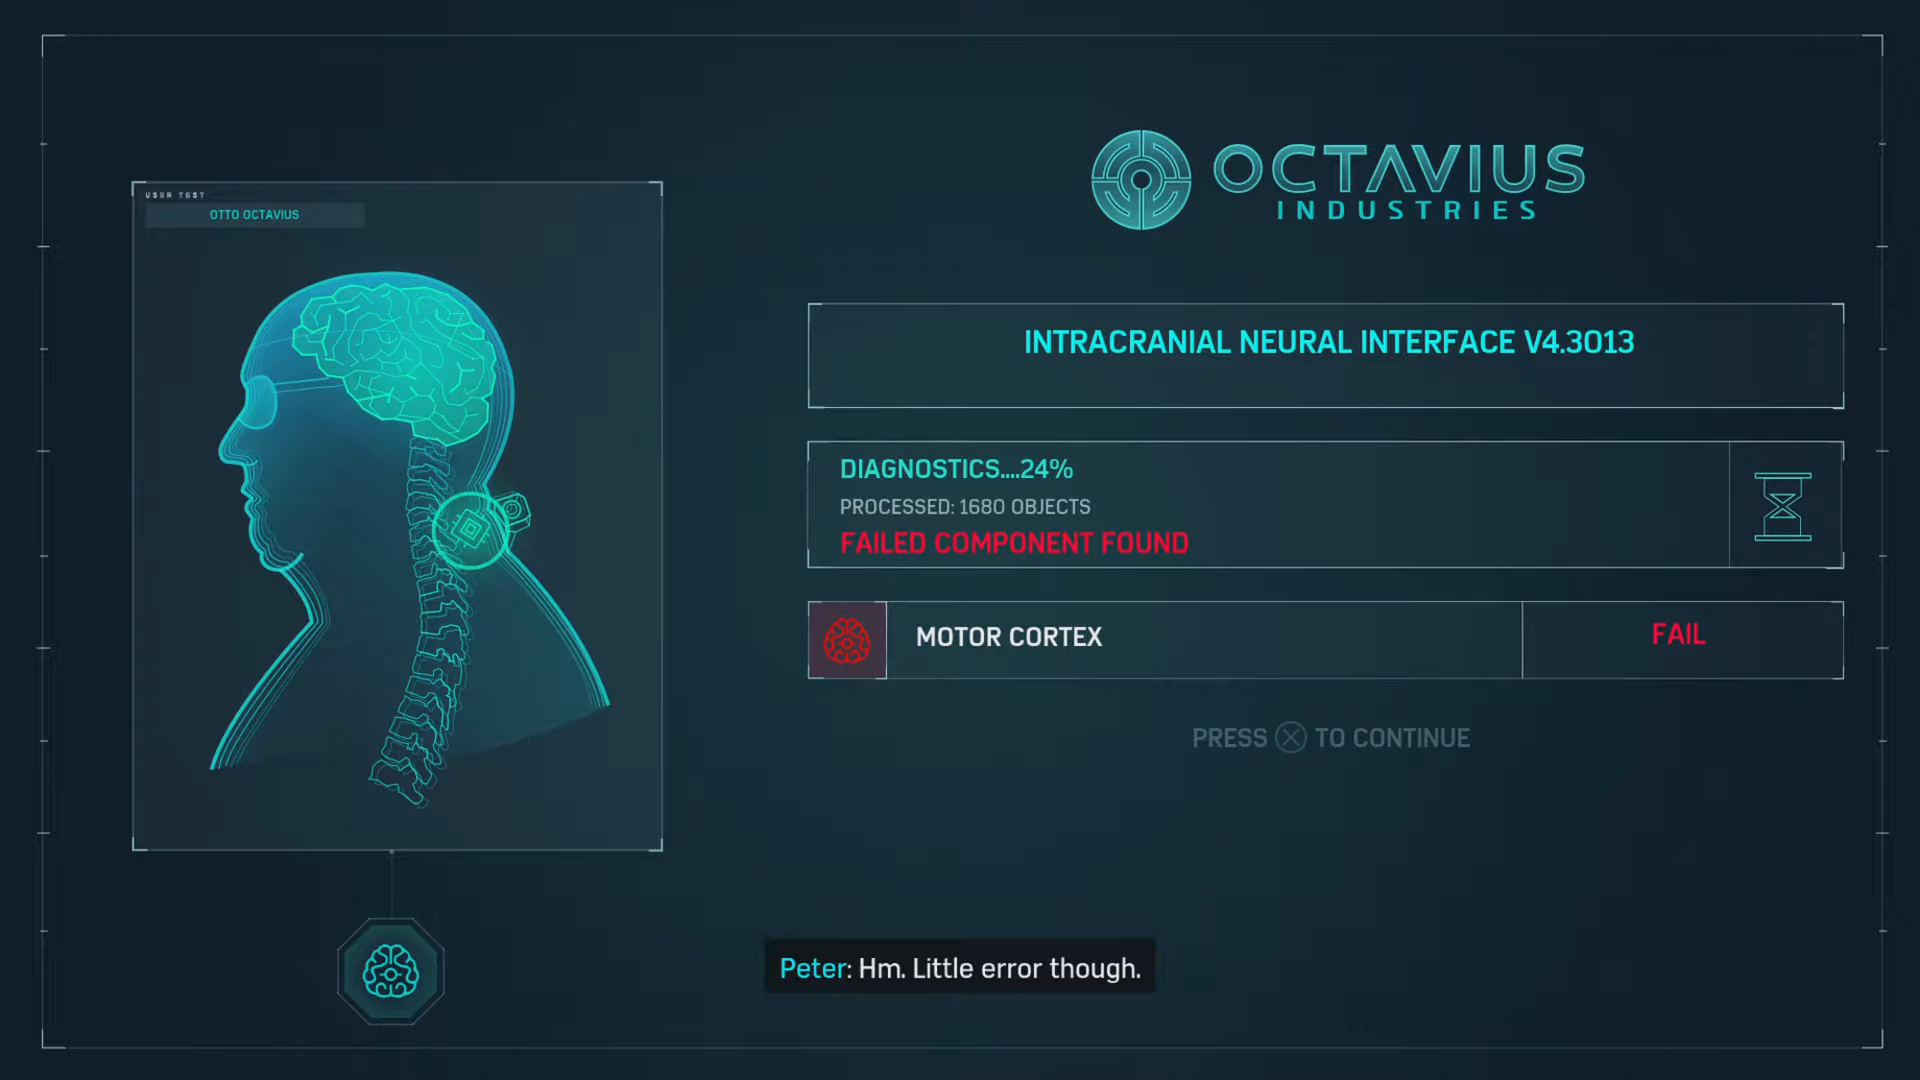 USER TEST
OTTO OCTAVIUS
OCTAVIUS
INDUSTRIES
INTRACRANIAL NEURAL INTERFACE V4.3013
DIAGNOSTICS....24%
PROCESSED: 1680 OBJECTS
FAILED COMPONENT FOUND
MOTOR CORTEX
FAIL
PRESS ⓧ TO CONTINUE
Peter: Hm. Little error though.